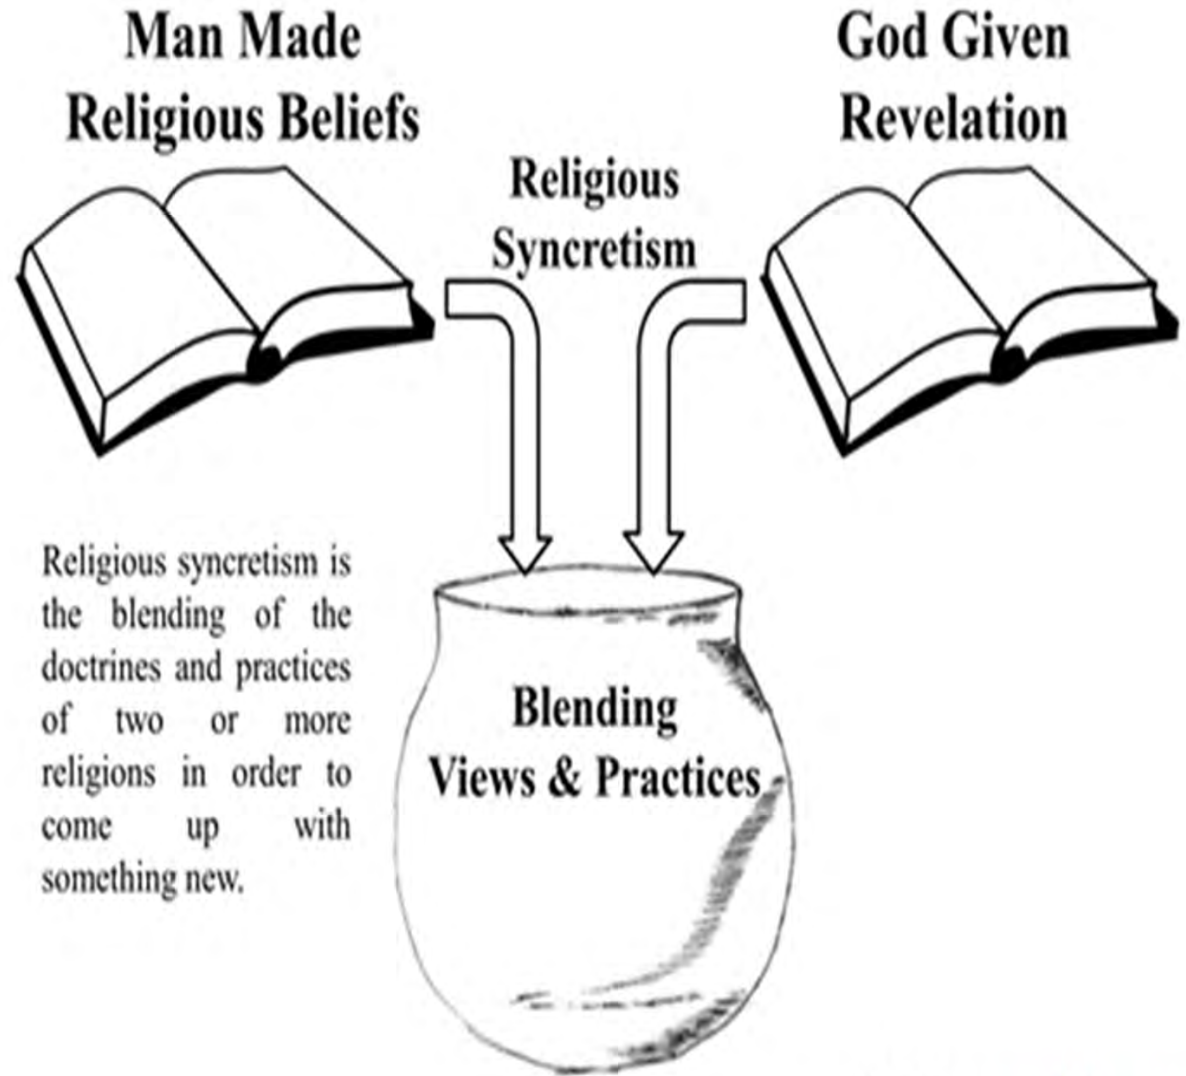 Man Made
Religious Beliefs
God Given
Revelation
Religious
Syncretism
Religious syncretism is
the blending of the
doctrines and practices
of two or more
religions in order to
come up with
something new.
Blending
Views & Practices